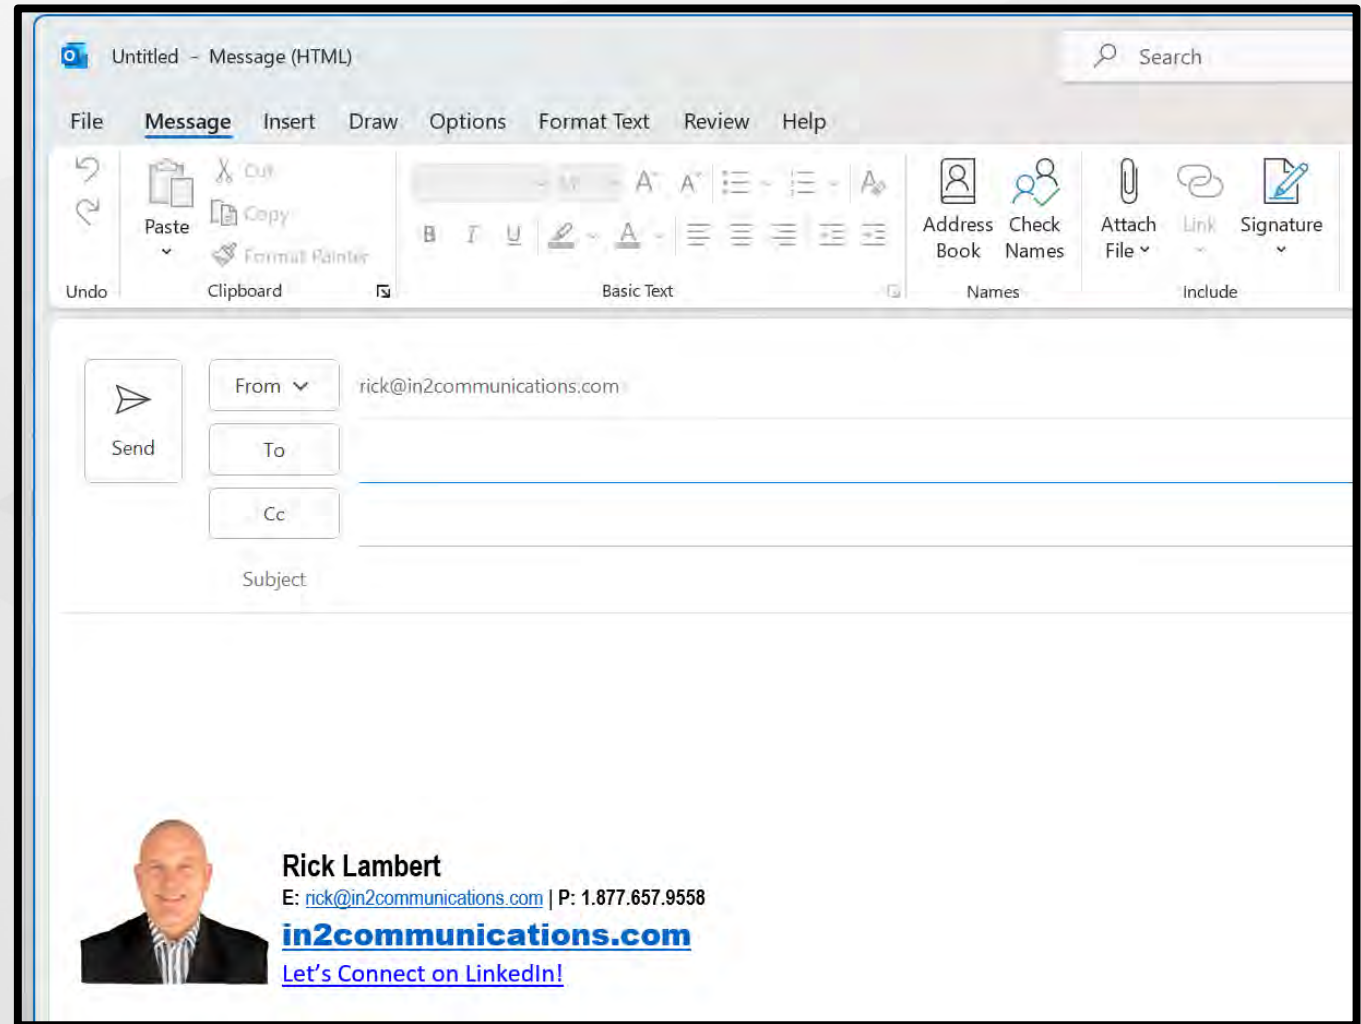 Untitled - Message (HTML)
Search
File Message Insert Draw Options Format Text Review Help
Paste
Cut
Copy
Format Painter
Address Book
Check Names
Attach File
Link
Signature
Undo Clipboard Basic Text Names Include
Send
From rick@in2communications.com
To
Cc
Subject
Rick Lambert
E: rick@in2communications.com | P: 1.877.657.9558
in2communications.com
Let's Connect on LinkedIn!